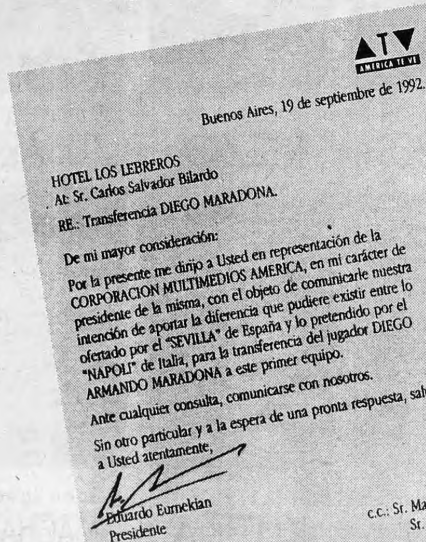 ATV
AMERICA TE VE
Buenos Aires, 19 de septiembre de 1992.
HOTEL LOS LEBREROS
At: Sr. Carlos Salvador Bilardo
RE.: Transferencia DIEGO MARADONA.
De mi mayor consideración:
Por la presente me dirijo a Usted en representación de la
CORPORACION MULTIMEDIOS AMERICA, en mi carácter de
presidente de la misma, con el objeto de comunicarle nuestra
intención de aportar la diferencia que pudiere existir entre lo
ofertado por el "SEVILLA" de España y lo pretendido por el
"NAPOLI" de Italia, para la transferencia del jugador DIEGO
ARMANDO MARADONA a este primer equipo.
Ante cualquier consulta, comunicarse con nosotros.
Sin otro particular y a la espera de una pronta respuesta,
a Usted atentamente,
Eduardo Eurnekian
Presidente
c.c.: Sr.
Sr.